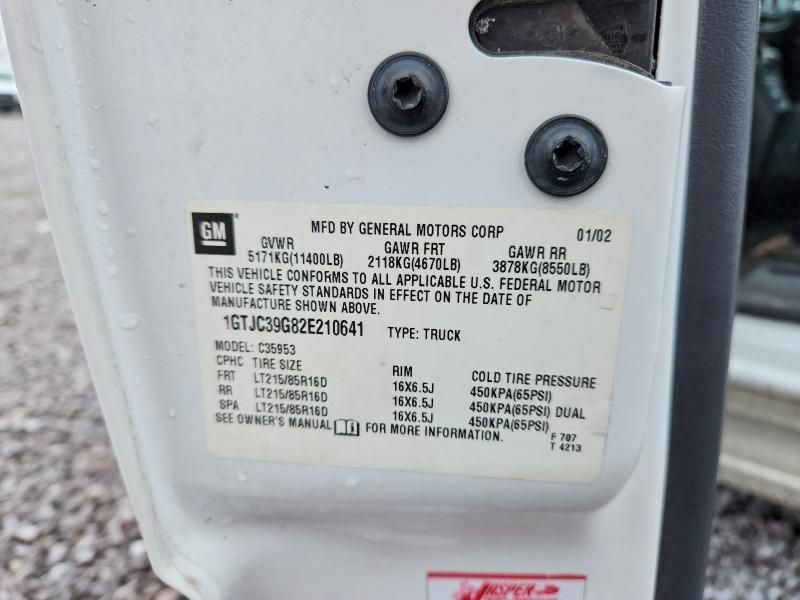 GM
MFD BY GENERAL MOTORS CORP 01/02
GVWR GAWR FRT GAWR RR
5171KG(11400LB) 2118KG(4670LB) 3878KG(8550LB)
THIS VEHICLE CONFORMS TO ALL APPLICABLE U.S. FEDERAL MOTOR
VEHICLE SAFETY STANDARDS IN EFFECT ON THE DATE OF
MANUFACTURE SHOWN ABOVE.
1GTJC39G82E210641 TYPE: TRUCK
MODEL: C35953
CPHC TIRE SIZE RIM COLD TIRE PRESSURE
FRT LT215/85R16D 16X6.5J 450KPA(65PSI)
RR LT215/85R16D 16X6.5J 450KPA(65PSI) DUAL
SPA LT215/85R16D 16X6.5J 450KPA(65PSI)
SEE OWNER'S MANUAL FOR MORE INFORMATION.
F 707
T 4213
JASPER